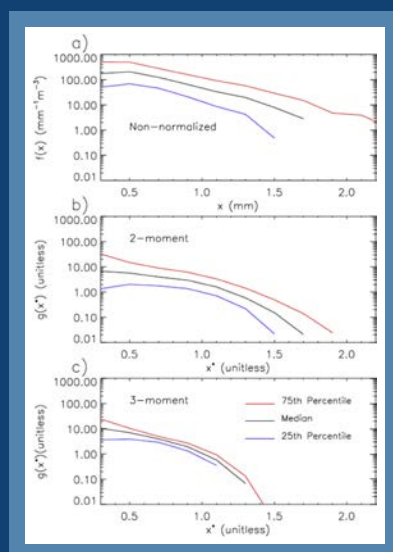 a)
1000.00
100.00
10.00
1.00
0.10
0.01
f(x) (mm⁻¹m⁻³)
Non-normalized
0.5 1.0 1.5 2.0
x (mm)
b)
1000.00
100.00
10.00
1.00
0.10
0.01
g(x*) (unitless)
2-moment
0.5 1.0 1.5 2.0
x* (unitless)
c)
1000.00
100.00
10.00
1.00
0.10
0.01
g(x*)(unitless)
3-moment
75th Percentile
Median
25th Percentile
0.5 1.0 1.5 2.0
x* (unitless)